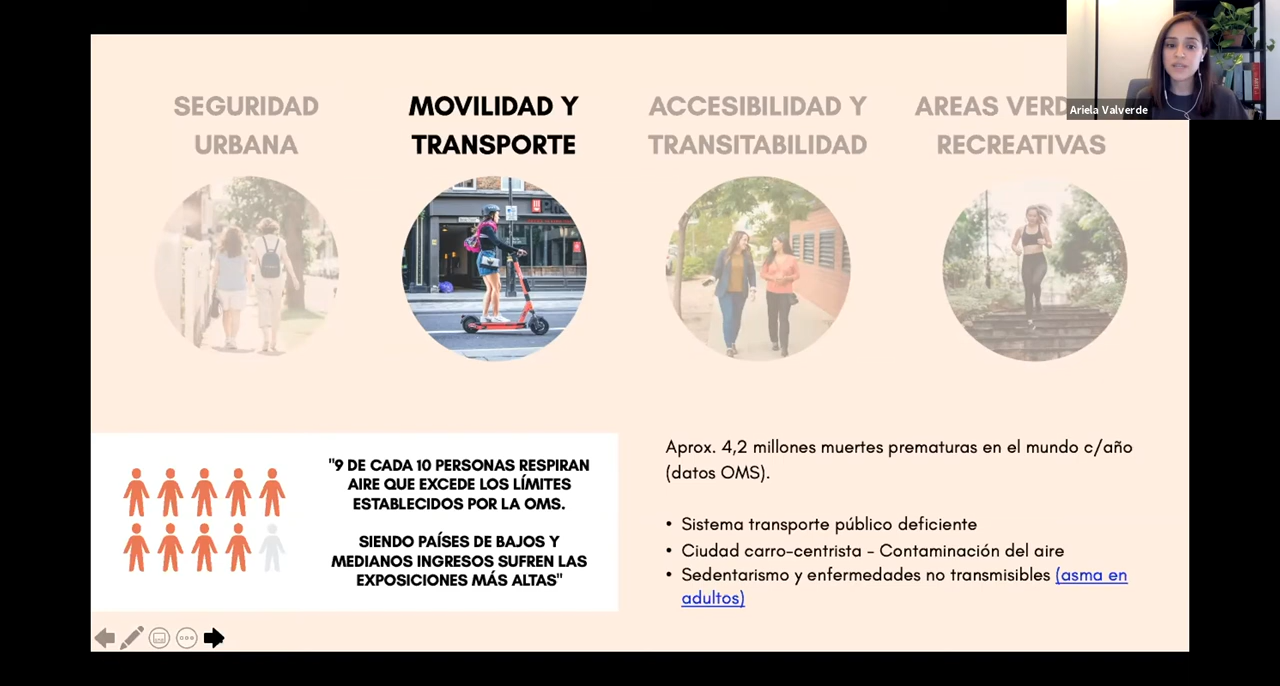 SEGURIDAD
URBANA
MOVILIDAD Y
TRANSPORTE
ACCESIBILIDAD Y
TRANSITABILIDAD
AREAS
RECREATIVAS
Ariela Valverde
"9 DE CADA 10 PERSONAS RESPIRAN
AIRE QUE EXCEDE LOS LÍMITES
ESTABLECIDOS POR LA OMS.
SIENDO PAÍSES DE BAJOS Y
MEDIANOS INGRESOS SUFREN LAS
EXPOSICIONES MÁS ALTAS"
Aprox. 4,2 millones muertes prematuras en el mundo c/año
(datos OMS).
• Sistema transporte público deficiente
• Ciudad carro-centrista - Contaminación del aire
• Sedentarismo y enfermedades no transmisibles (asma en
adultos)